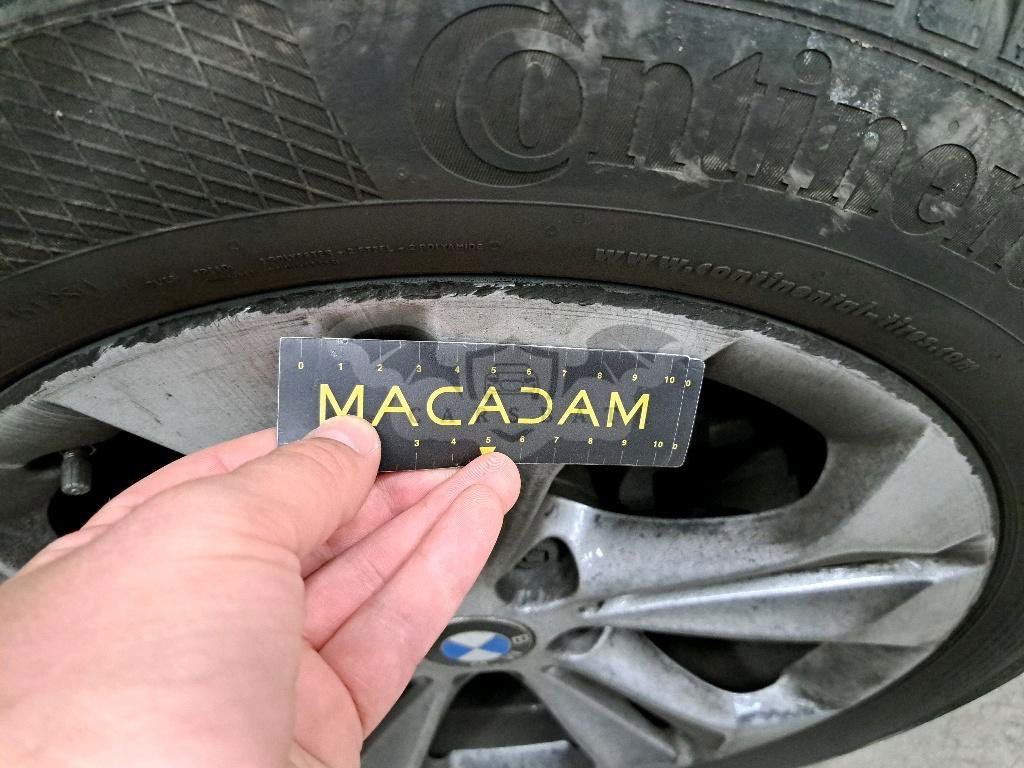 Continen
www.continental-tires.com
0 1 2 3 4 5 6 7 8 9 10
MACADAM
3 4 5 6 7 8 9 10